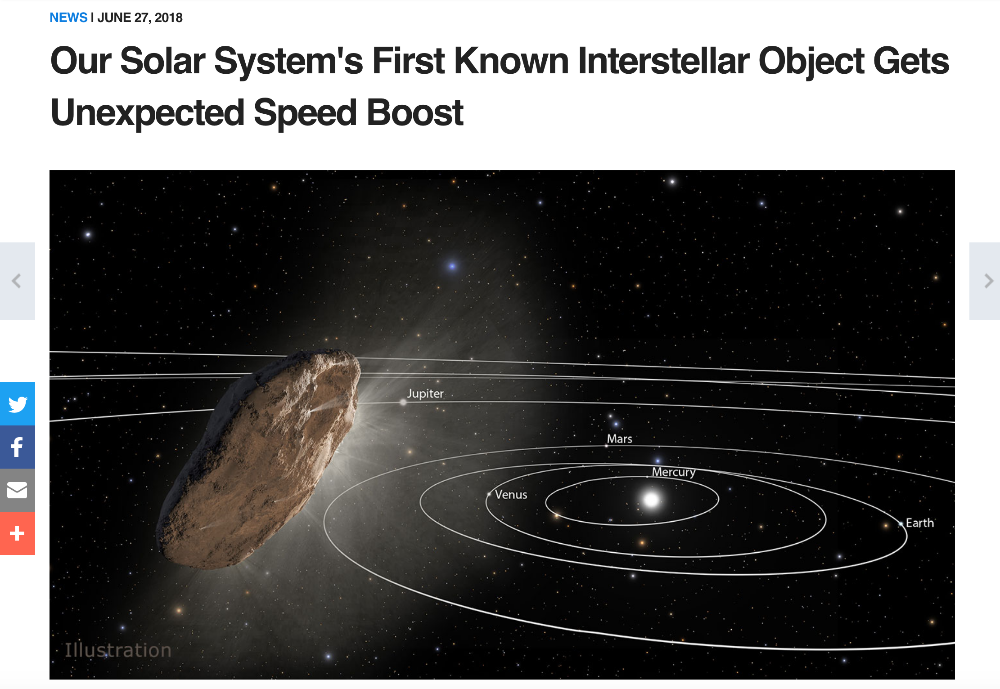 NEWS | JUNE 27, 2018
Our Solar System's First Known Interstellar Object Gets
Unexpected Speed Boost
Jupiter
Mars
Mercury
Venus
Earth
Illustration